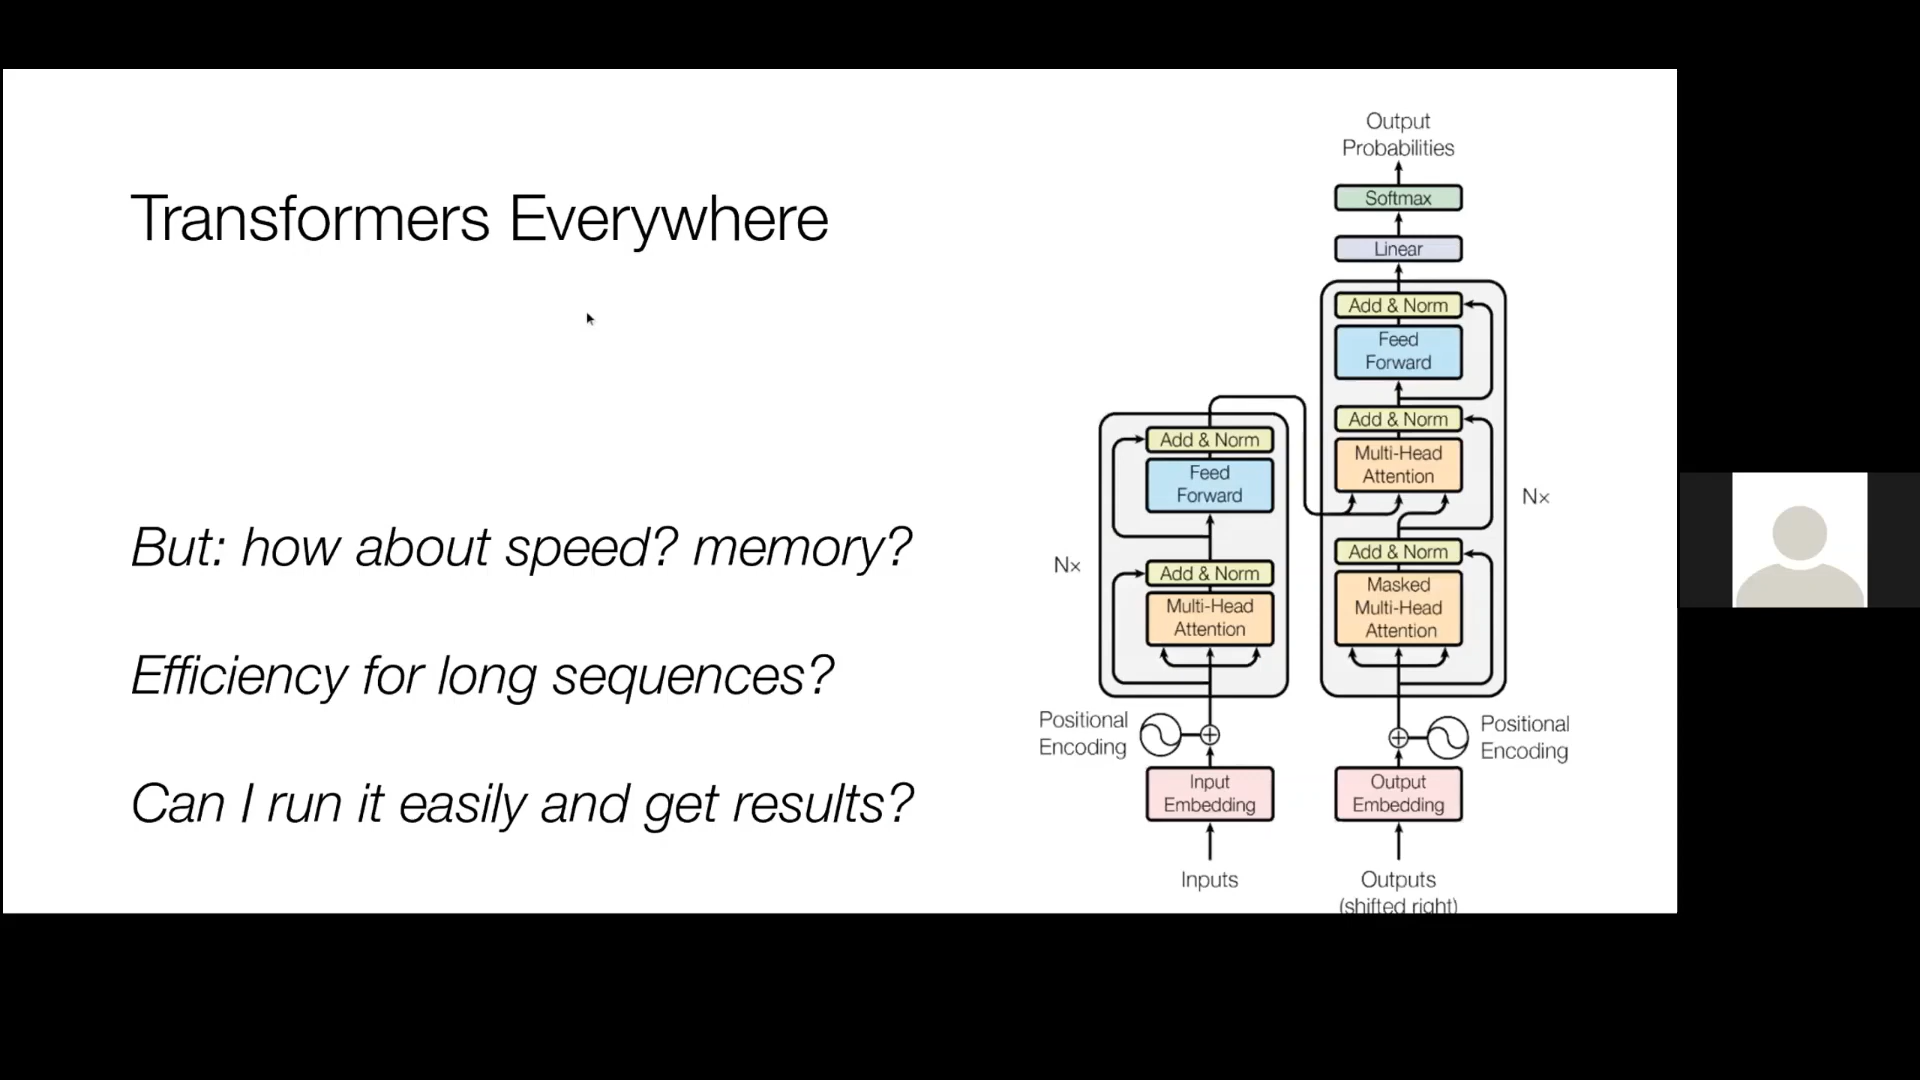 Transformers Everywhere
But: how about speed? memory?
Efficiency for long sequences?
Can I run it easily and get results?
Output
Probabilities
Softmax
Linear
Add & Norm
Feed
Forward
Add & Norm
Multi-Head
Attention
Nx
Add & Norm
Masked
Multi-Head
Attention
Positional
Encoding
Output
Embedding
Outputs
(shifted right)
Add & Norm
Feed
Forward
Nx
Add & Norm
Multi-Head
Attention
Positional
Encoding
Input
Embedding
Inputs